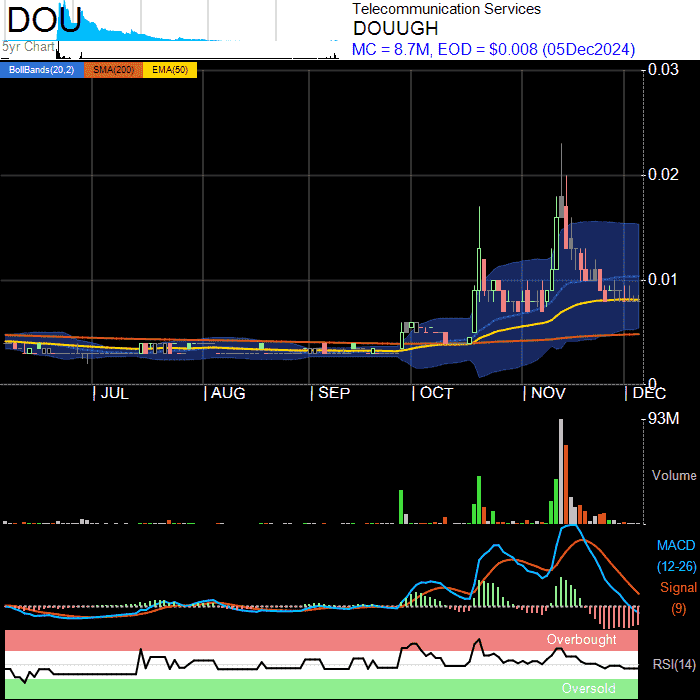 DOU
5yr Chart
Telecommunication Services
DOUUGH
MC = 8.7M, EOD = $0.008 (05Dec2024)
BollBands(20,2) SMA(200) EMA(50)
0.03
0.02
0.01
0
JUL AUG SEP OCT NOV DEC
93M
Volume
MACD
(12-26)
Signal
(9)
Overbought
RSI(14)
Oversold